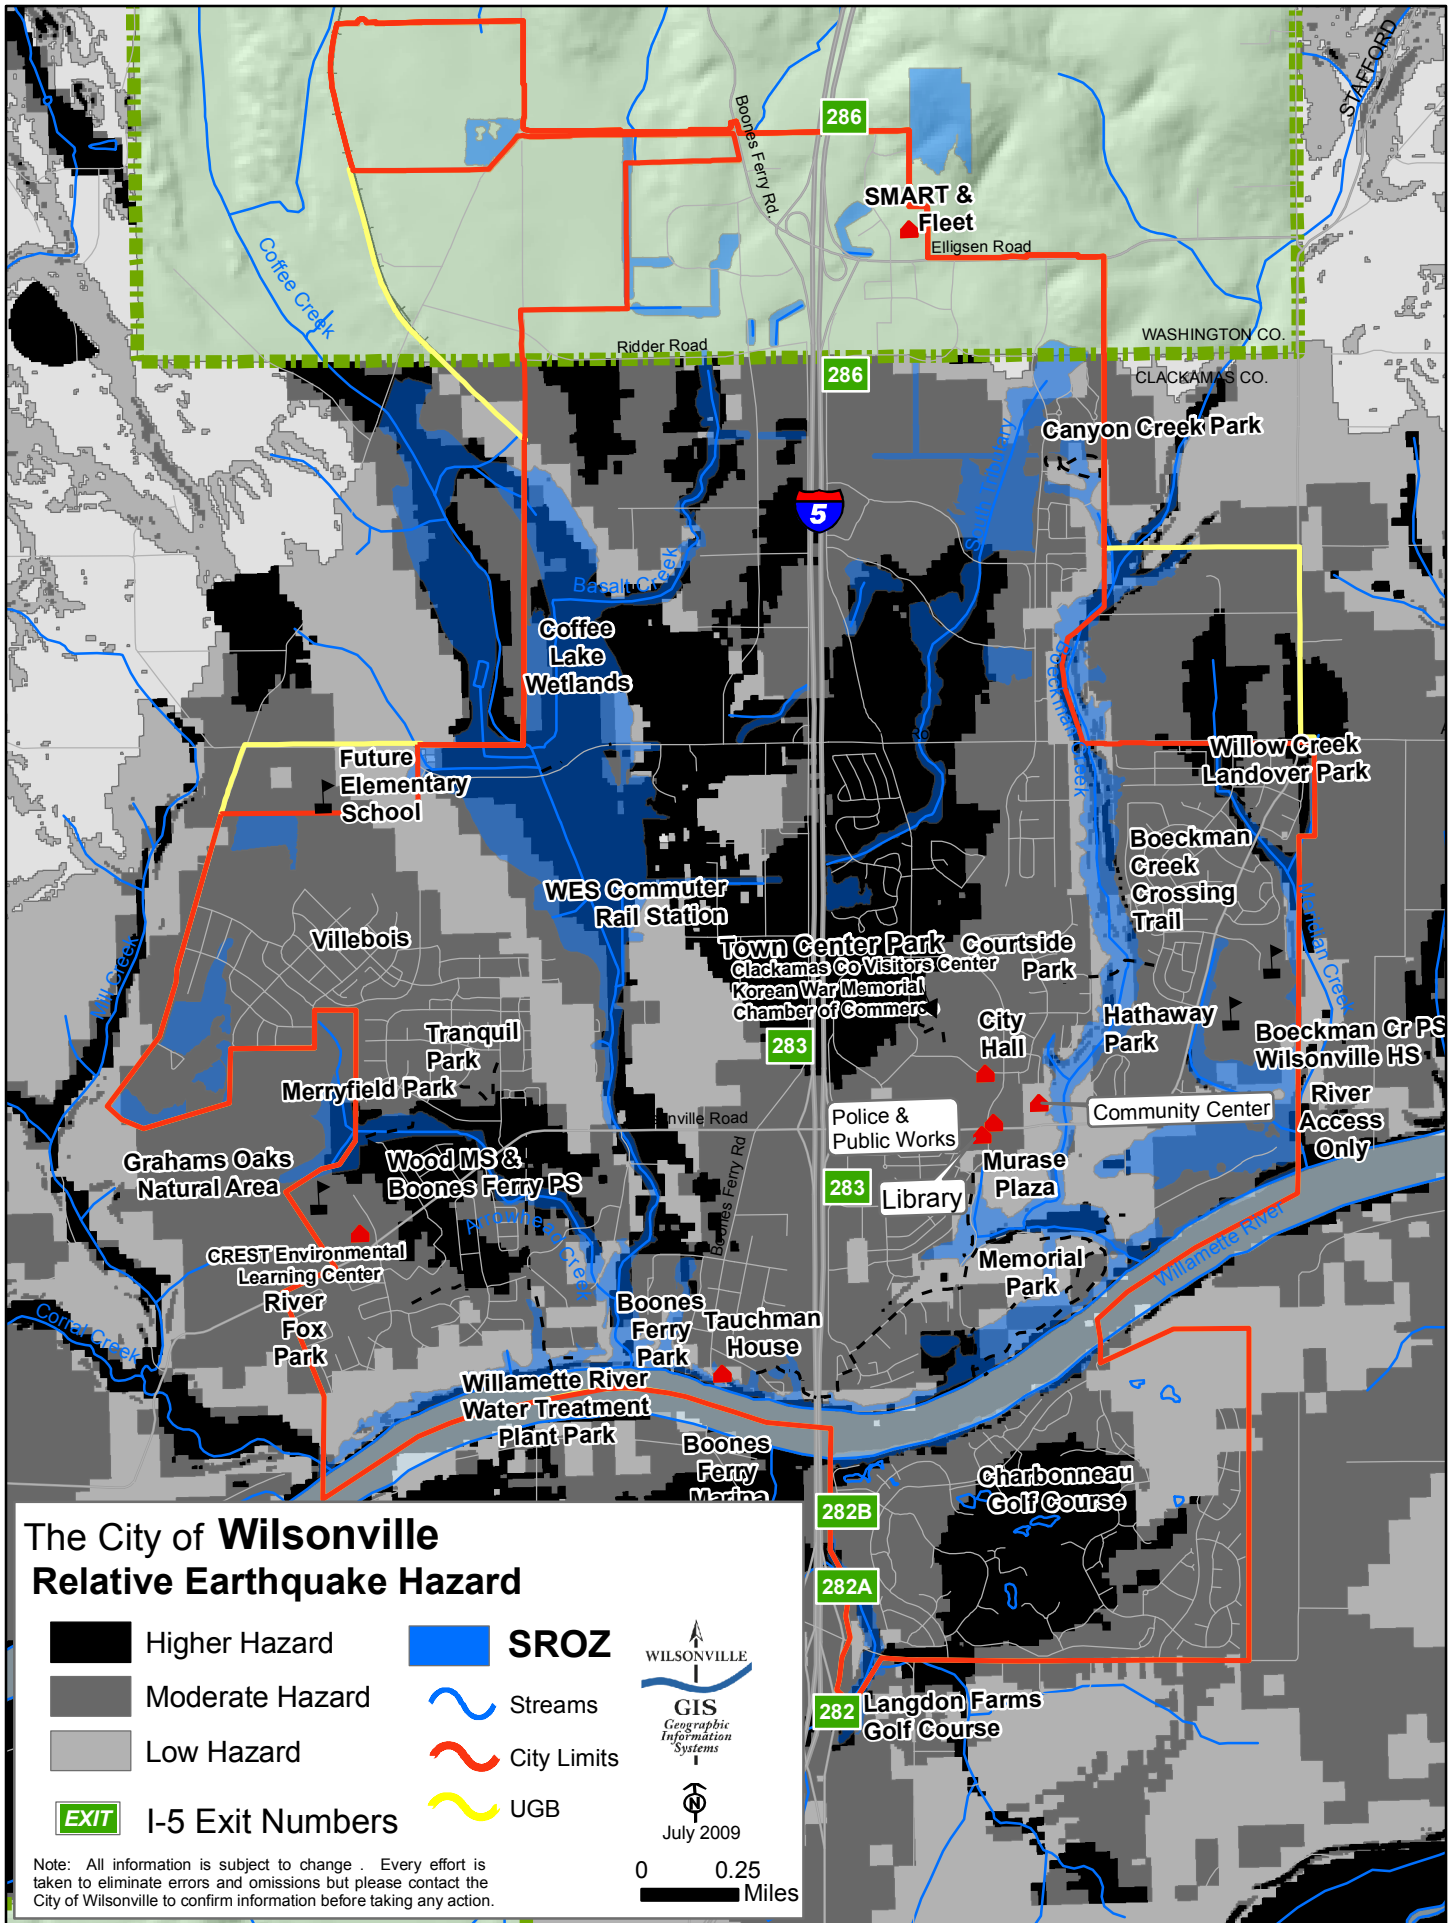 STAFFORD
286
Boones Ferry Rd.
SMART &
Fleet
Elligsen Road
Coffee Creek
WASHINGTON CO.
Ridder Road
286
CLACKAMAS CO.
Canyon Creek Park
South Tributary
5
Basalt Creek
Coffee
Lake
Wetlands
Boeckman Creek
Ro
Future
Elementary
School
Willow Creek
Landover Park
Boeckman
Creek
Crossing
Trail
WES Commuter
Rail Station
Villebois
Mill Creek
Town Center Park
Clackamas Co Visitors Center
Korean War Memorial
Chamber of Commerc
Courtside
Park
Meridian Creek
Tranquil
Park
283
City
Hall
Hathaway
Park
Boeckman Cr PS
Wilsonville HS
Merryfield Park
River
Access
Only
Police &
Public Works
Community Center
sonville Road
Boones Ferry Rd
Grahams Oaks
Natural Area
Wood MS &
Boones Ferry PS
283
Library
Murase
Plaza
Arrowhead Creek
CREST Environmental
Learning Center
Memorial
Park
Willamette River
River
Fox
Park
Corral Creek
Boones
Ferry
Park
Tauchman
House
Willamette River
Water Treatment
Plant Park
Boones
Ferry
Marina
Charbonneau
Golf Course
282B
282A
282
Langdon Farms
Golf Course
The City of Wilsonville
Relative Earthquake Hazard
Higher Hazard
Moderate Hazard
Low Hazard
EXIT I-5 Exit Numbers
SROZ
Streams
City Limits
UGB
WILSONVILLE
GIS
Geographic
Information
Systems
N
July 2009
0 0.25
Miles
Note: All information is subject to change . Every effort is
taken to eliminate errors and omissions but please contact the
City of Wilsonville to confirm information before taking any action.